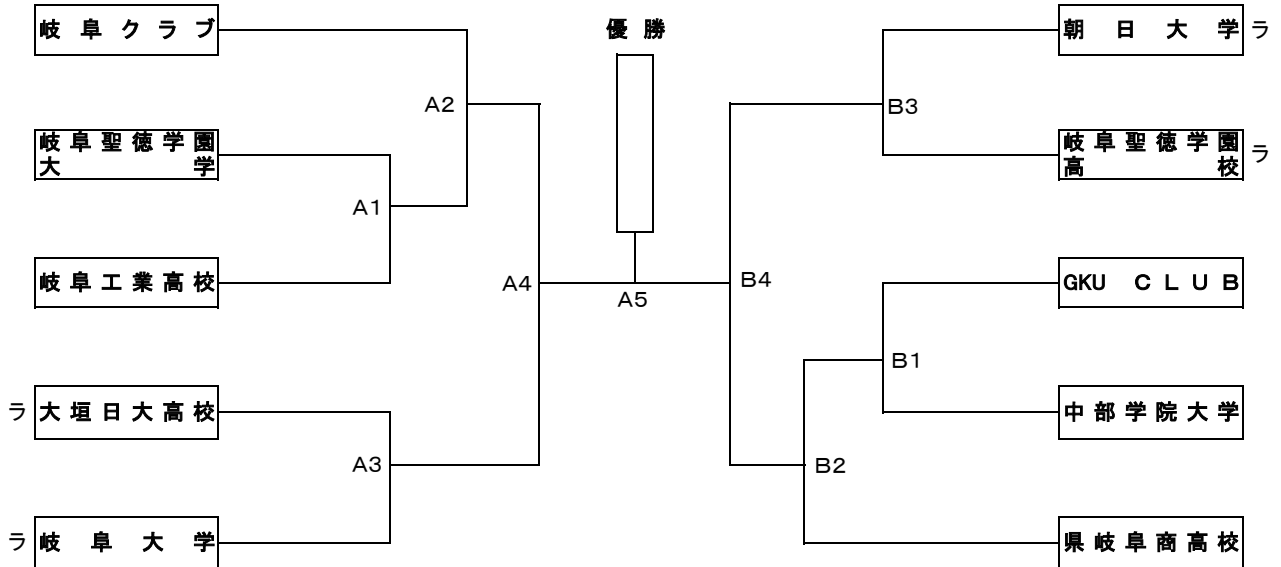 岐阜クラブ
岐阜聖徳学園
大学
岐阜工業高校
ラ 大垣日大高校
ラ 岐阜大学
A1
A2
A3
A4
優勝
A5
B4
B3
B1
B2
朝日大学 ラ
岐阜聖徳学園
高校 ラ
GKU CLUB
中部学院大学
県岐阜商高校